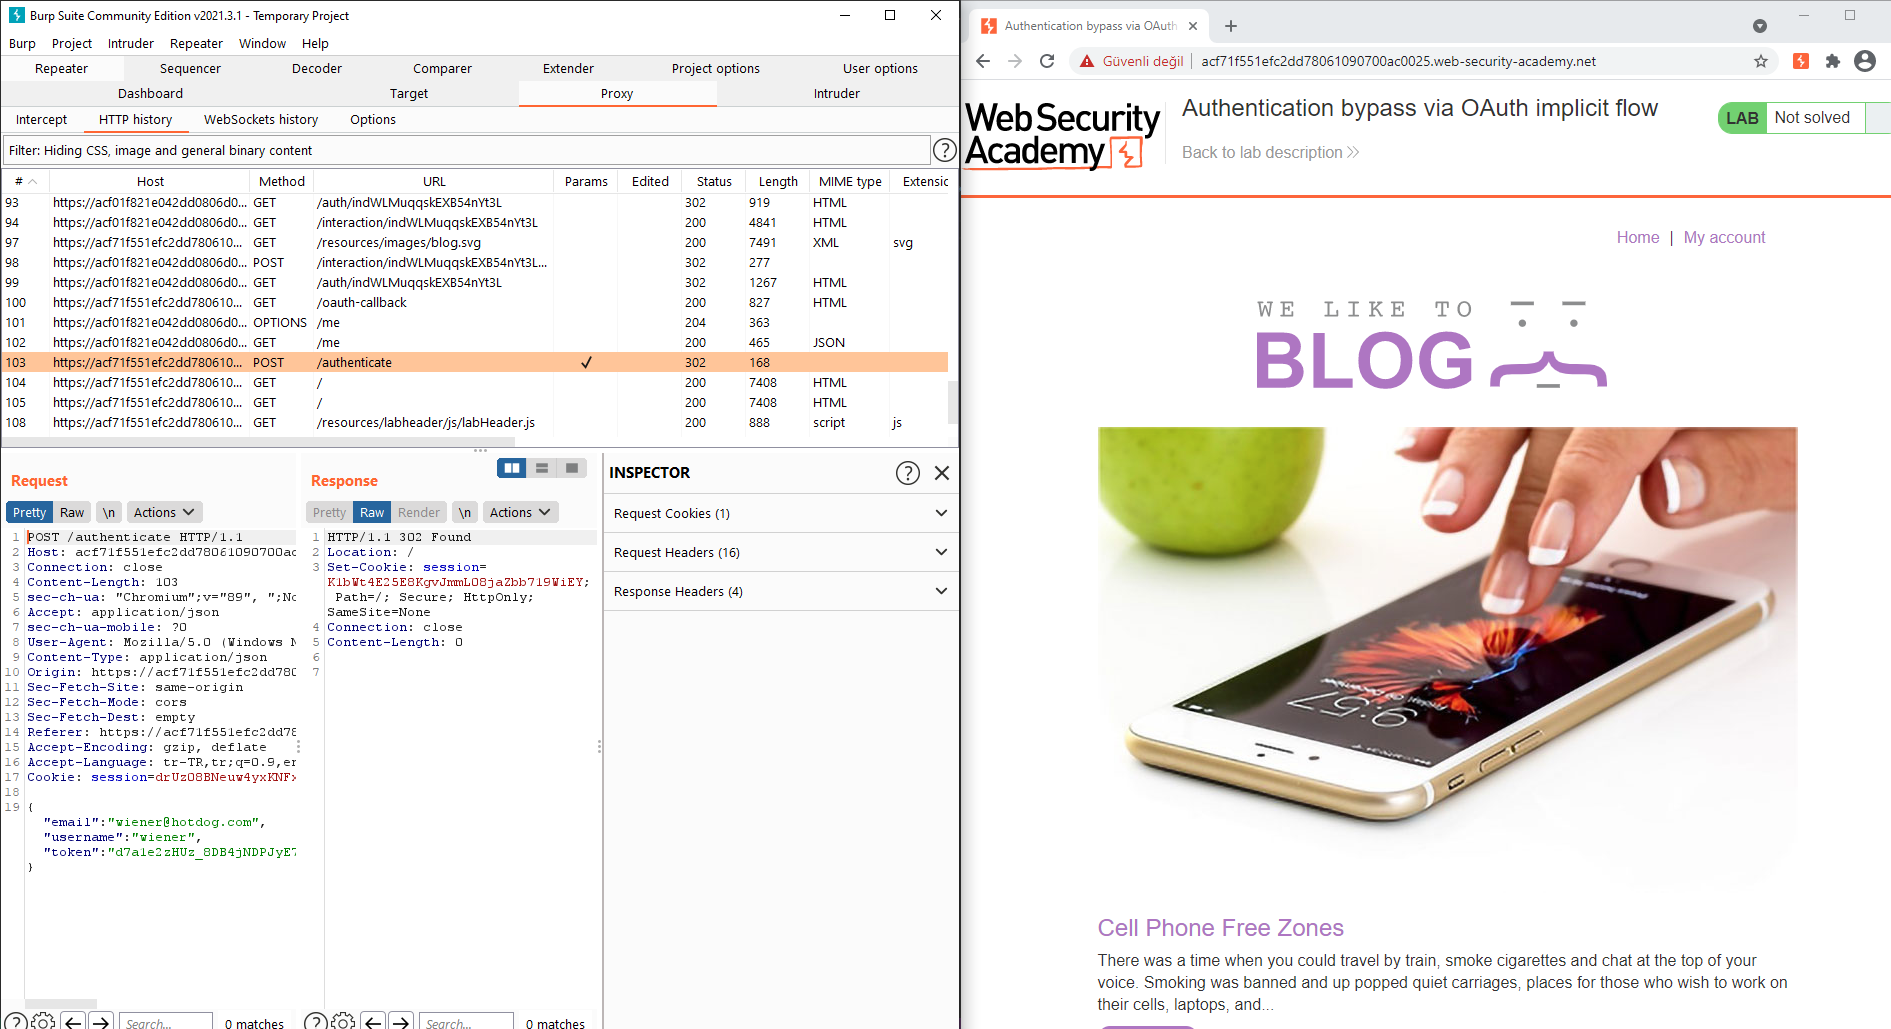 Burp Suite Community Edition v2021.3.1 - Temporary Project
Burp Project Intruder Repeater Window Help
Repeater Sequencer Decoder Comparer Extender Project options User options
Dashboard Target Proxy Intruder
Intercept HTTP history WebSockets history Options
Filter: Hiding CSS, image and general binary content
# Host Method URL Params Edited Status Length MIME type Extensic
93 https://acf01f821e042dd0806d0... GET /auth/indWLMuqqskEXB54nYt3L 302 919 HTML
94 https://acf01f821e042dd0806d0... GET /interaction/indWLMuqqskEXB54nYt3L 200 4841 HTML
97 https://acf71f551efc2dd780610... GET /resources/images/blog.svg 200 7491 XML svg
98 https://acf01f821e042dd0806d0... POST /interaction/indWLMuqqskEXB54nYt3L... 302 277
99 https://acf01f821e042dd0806d0... GET /auth/indWLMuqqskEXB54nYt3L 302 1267 HTML
100 https://acf71f551efc2dd780610... GET /oauth-callback 200 827 HTML
101 https://acf01f821e042dd0806d0... OPTIONS /me 204 363
102 https://acf01f821e042dd0806d0... GET /me 200 465 JSON
103 https://acf71f551efc2dd780610... POST /authenticate ✓ 302 168
104 https://acf71f551efc2dd780610... GET / 200 7408 HTML
105 https://acf71f551efc2dd780610... GET / 200 7408 HTML
108 https://acf71f551efc2dd780610... GET /resources/labheader/js/labHeader.js 200 888 script js
Request
Pretty Raw \n Actions
1 POST /authenticate HTTP/1.1
2 Host: acf71f551efc2dd78061090700ac
3 Connection: close
4 Content-Length: 103
5 sec-ch-ua: "Chromium";v="89", ";No
6 Accept: application/json
7 sec-ch-ua-mobile: ?0
8 User-Agent: Mozilla/5.0 (Windows N
9 Content-Type: application/json
10 Origin: https://acf71f551efc2dd780
11 Sec-Fetch-Site: same-origin
12 Sec-Fetch-Mode: cors
13 Sec-Fetch-Dest: empty
14 Referer: https://acf71f551efc2dd78
15 Accept-Encoding: gzip, deflate
16 Accept-Language: tr-TR,tr;q=0.9,en
17 Cookie: session=drUz08BNeuw4yxKNFx
18
19 {
"email":"wiener@hotdog.com",
"username":"wiener",
"token":"d7a1e2zHUz_8DB4jNDPJyE7
}
Search... 0 matches
Response
Pretty Raw Render \n Actions
1 HTTP/1.1 302 Found
2 Location: /
3 Set-Cookie: session=
K1bWt4E25E8KgvJmmL08jaZbb719WiEY;
Path=/; Secure; HttpOnly;
SameSite=None
4 Connection: close
5 Content-Length: 0
6
7
Search... 0 matches
INSPECTOR
Request Cookies (1)
Request Headers (16)
Response Headers (4)
Authentication bypass via OAuth
Güvenli değil acf71f551efc2dd78061090700ac0025.web-security-academy.net
Web Security
Academy
Authentication bypass via OAuth implicit flow
Back to lab description
LAB Not solved
Home | My account
WE LIKE TO
BLOG
9:57
Cell Phone Free Zones
There was a time when you could travel by train, smoke cigarettes and chat at the top of your
voice. Smoking was banned and up popped quiet carriages, places for those who wish to work on
their cells, laptops, and...